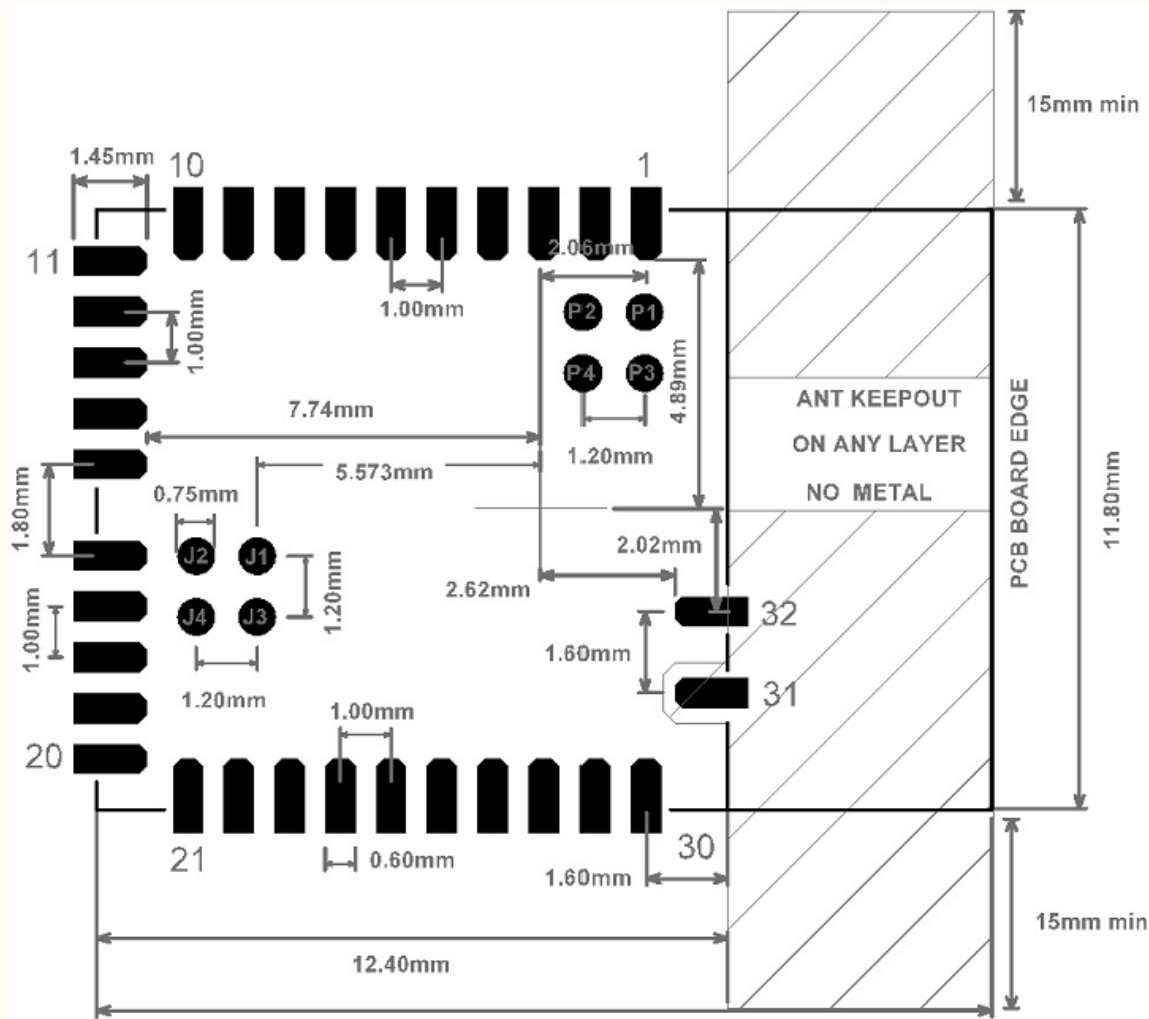 15mm min
1.45mm
10
1
11
2.06mm
1.00mm
P2
P1
1.00mm
P4
P3
4.89mm
7.74mm
ANT KEEPOUT
ON ANY LAYER
NO METAL
PCB BOARD EDGE
11.80mm
1.20mm
5.573mm
1.80mm
0.75mm
2.02mm
J2
J1
2.62mm
1.20mm
J4
J3
32
1.00mm
1.60mm
31
1.20mm
1.00mm
20
21
0.60mm
30
1.60mm
15mm min
12.40mm